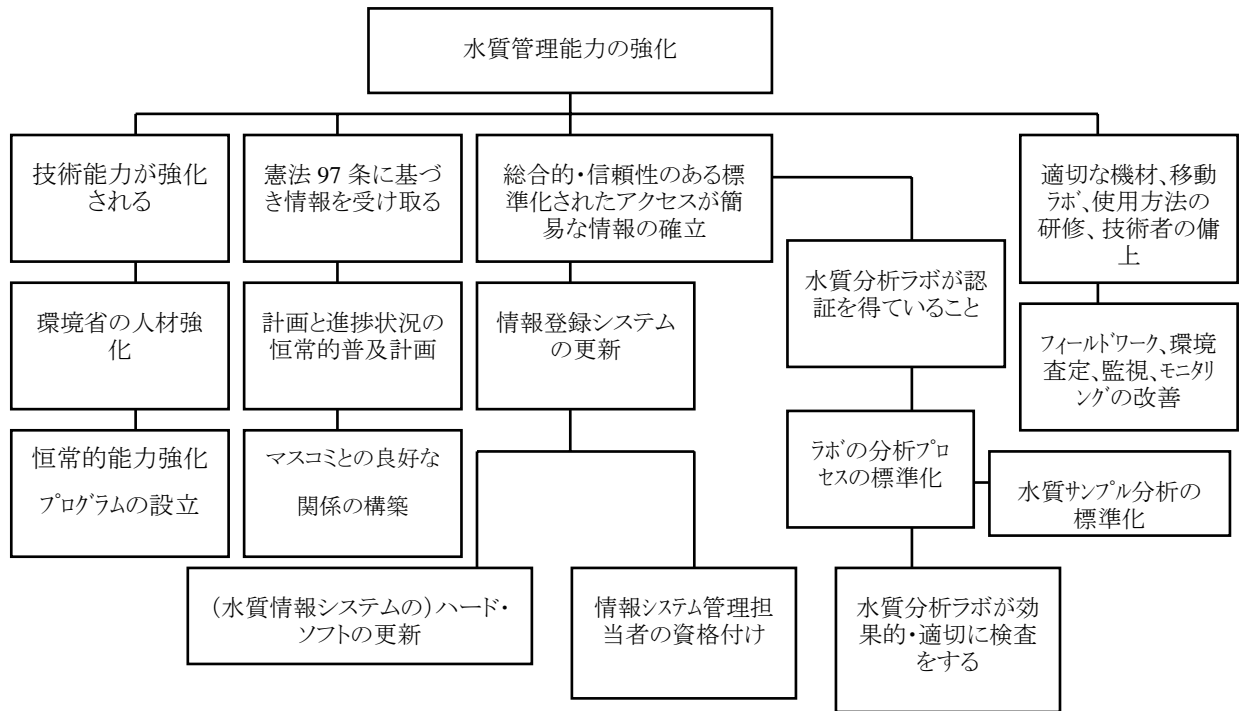 水質管理能力の強化
技術能力が強化
される
憲法 97 条に基づ
き情報を受け取る
総合的・信頼性のある標
準化されたアクセスが簡
易な情報の確立
適切な機材、移動
ラボ、使用方法の
研修、技術者の傭
上
水質分析ラボが認
証を得ていること
環境省の人材強
化
計画と進捗状況の
恒常的普及計画
情報登録システム
の更新
フィールドワーク、環境
査定、監視、モニタリ
ングの改善
恒常的能力強化
プログラムの設立
マスコミとの良好な
関係の構築
ラボの分析プロ
セスの標準化
水質サンプル分析の
標準化
（水質情報システムの）ハード・
ソフトの更新
情報システム管理担
当者の資格付け
水質分析ラボが効
果的・適切に検査
をする